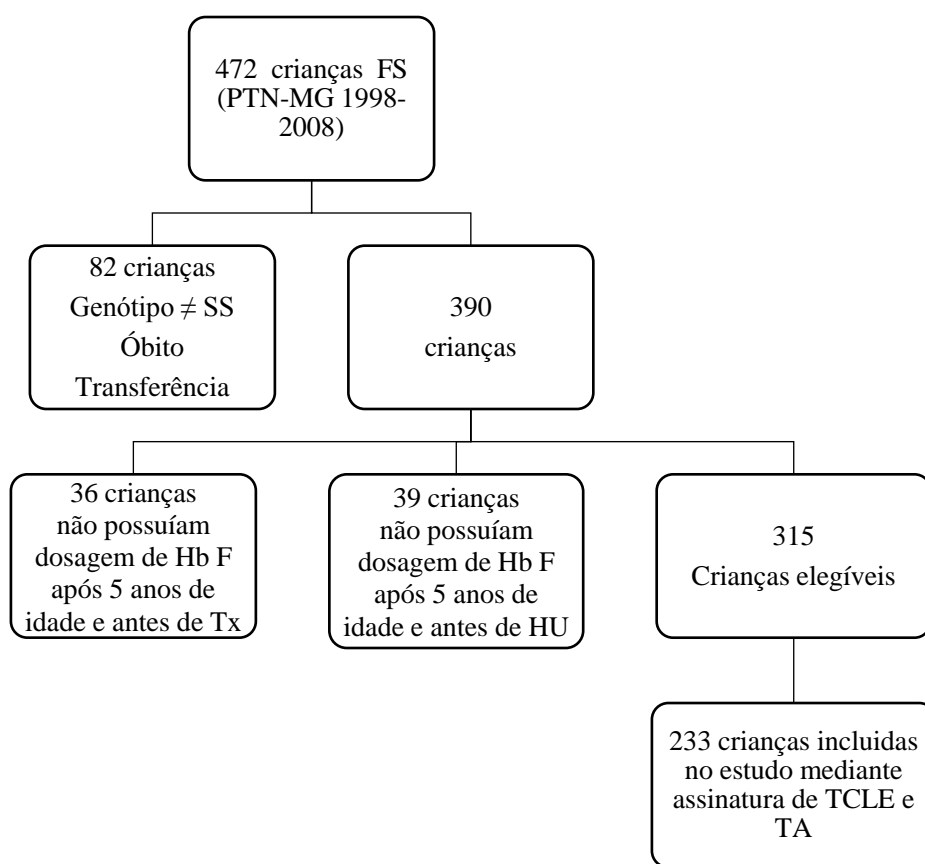 472 crianças FS
(PTN-MG 1998-
2008)
82 crianças
Genótipo ≠ SS
Óbito
Transferência
390
crianças
36 crianças
não possuíam
dosagem de Hb F
após 5 anos de
idade e antes de Tx
39 crianças
não possuíam
dosagem de Hb F
após 5 anos de
idade e antes de HU
315
Crianças elegíveis
233 crianças incluidas
no estudo mediante
assinatura de TCLE e
TA